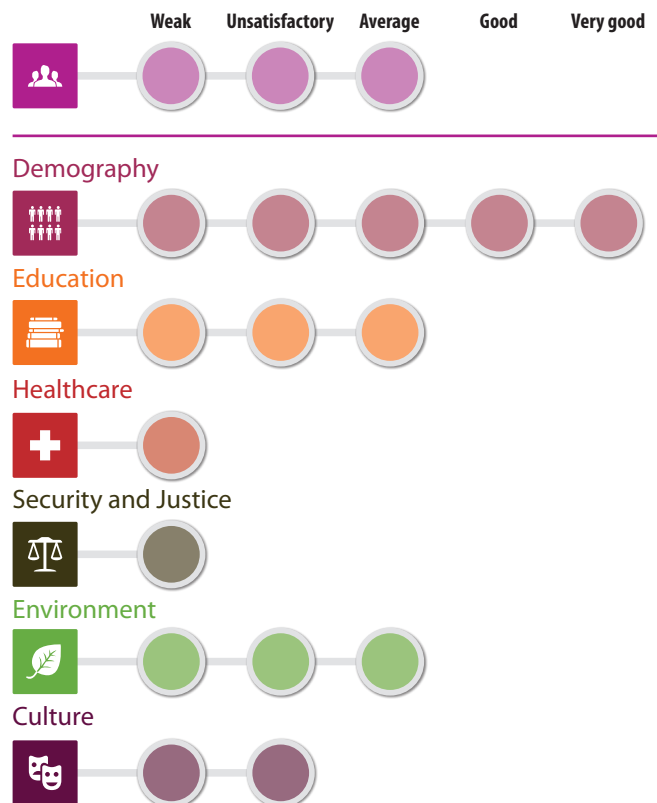 Weak Unsatisfactory Average Good Very good
Demography
Education
Healthcare
Security and Justice
Environment
Culture